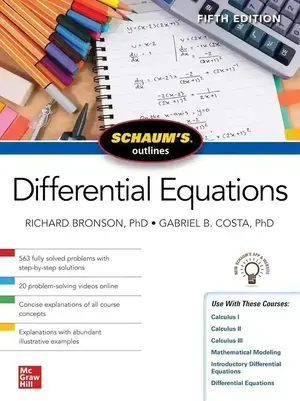 FIFTH EDITION
SCHAUM'S
outlines
Differential Equations
RICHARD BRONSON, PhD • GABRIEL B. COSTA, PhD
563 fully solved problems with
step-by-step solutions
20 problem-solving videos online
Concise explanations of all course
concepts
Explanations with abundant
illustrative examples
Use With These Courses:
Calculus I
Calculus II
Calculus III
Mathematical Modeling
Introductory Differential
Equations
Differential Equations
Mc
Graw
Hill